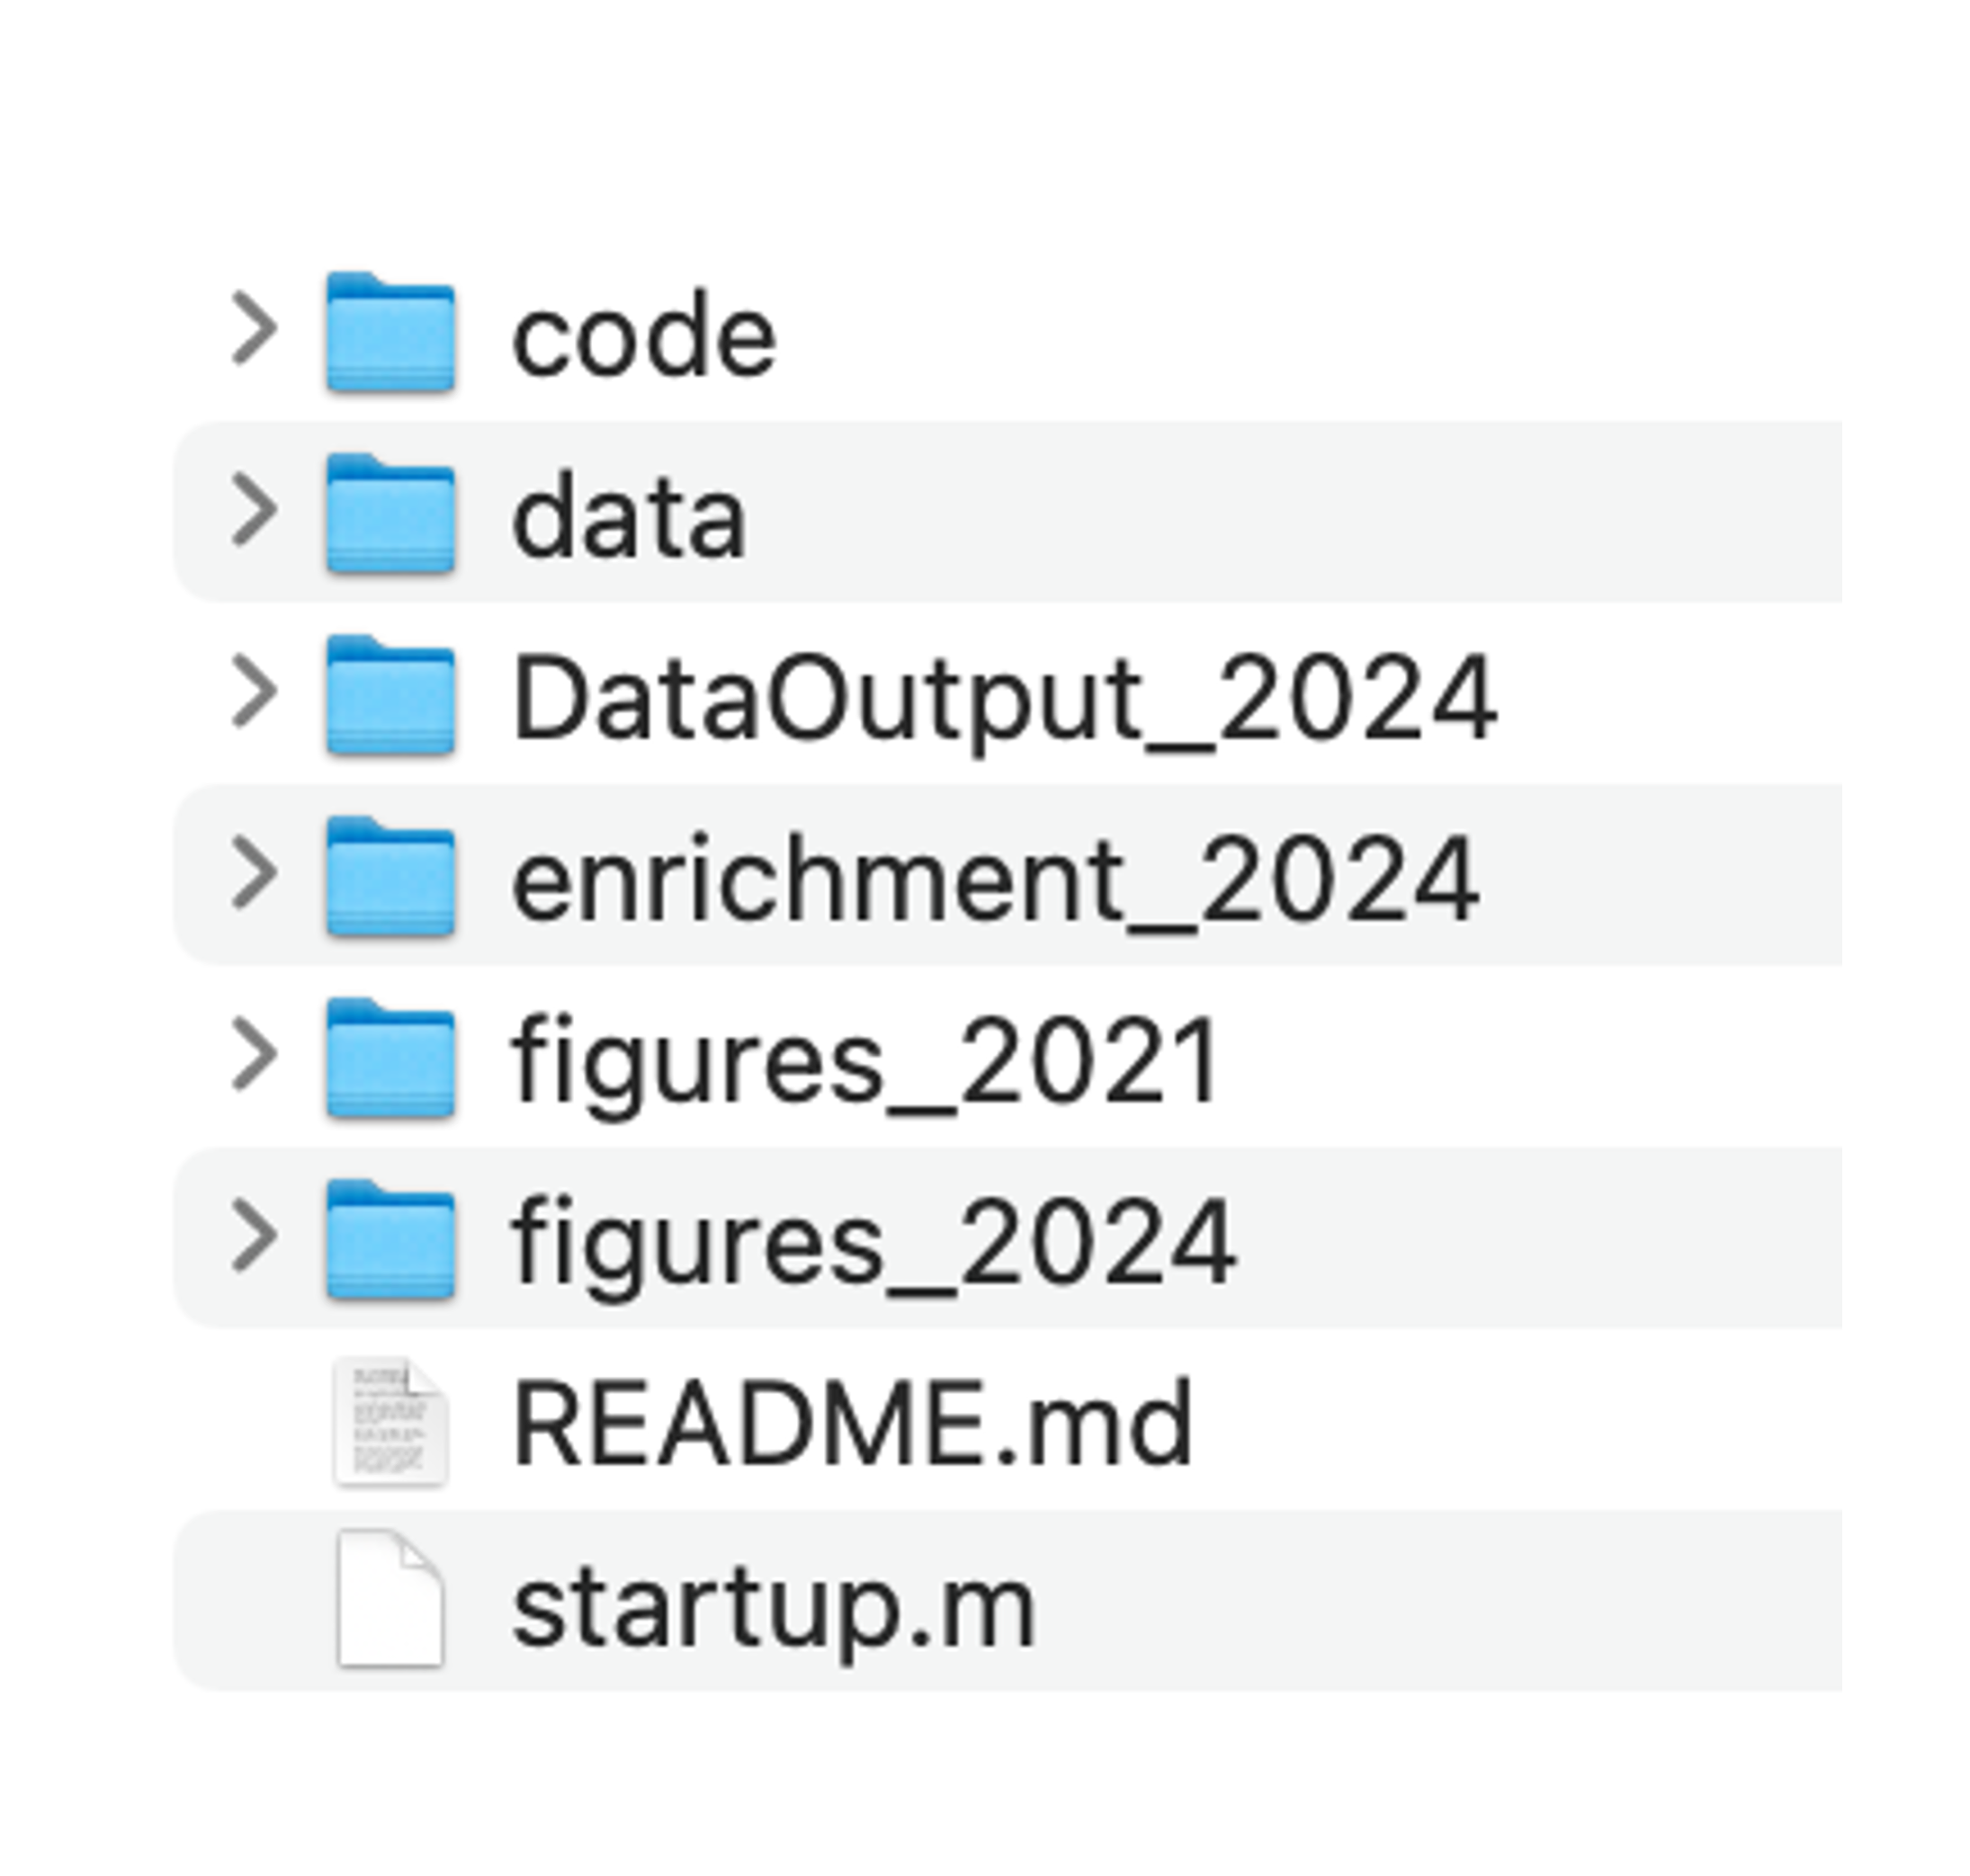 code
data
DataOutput_2024
enrichment_2024
figures_2021
figures_2024
README.md
startup.m